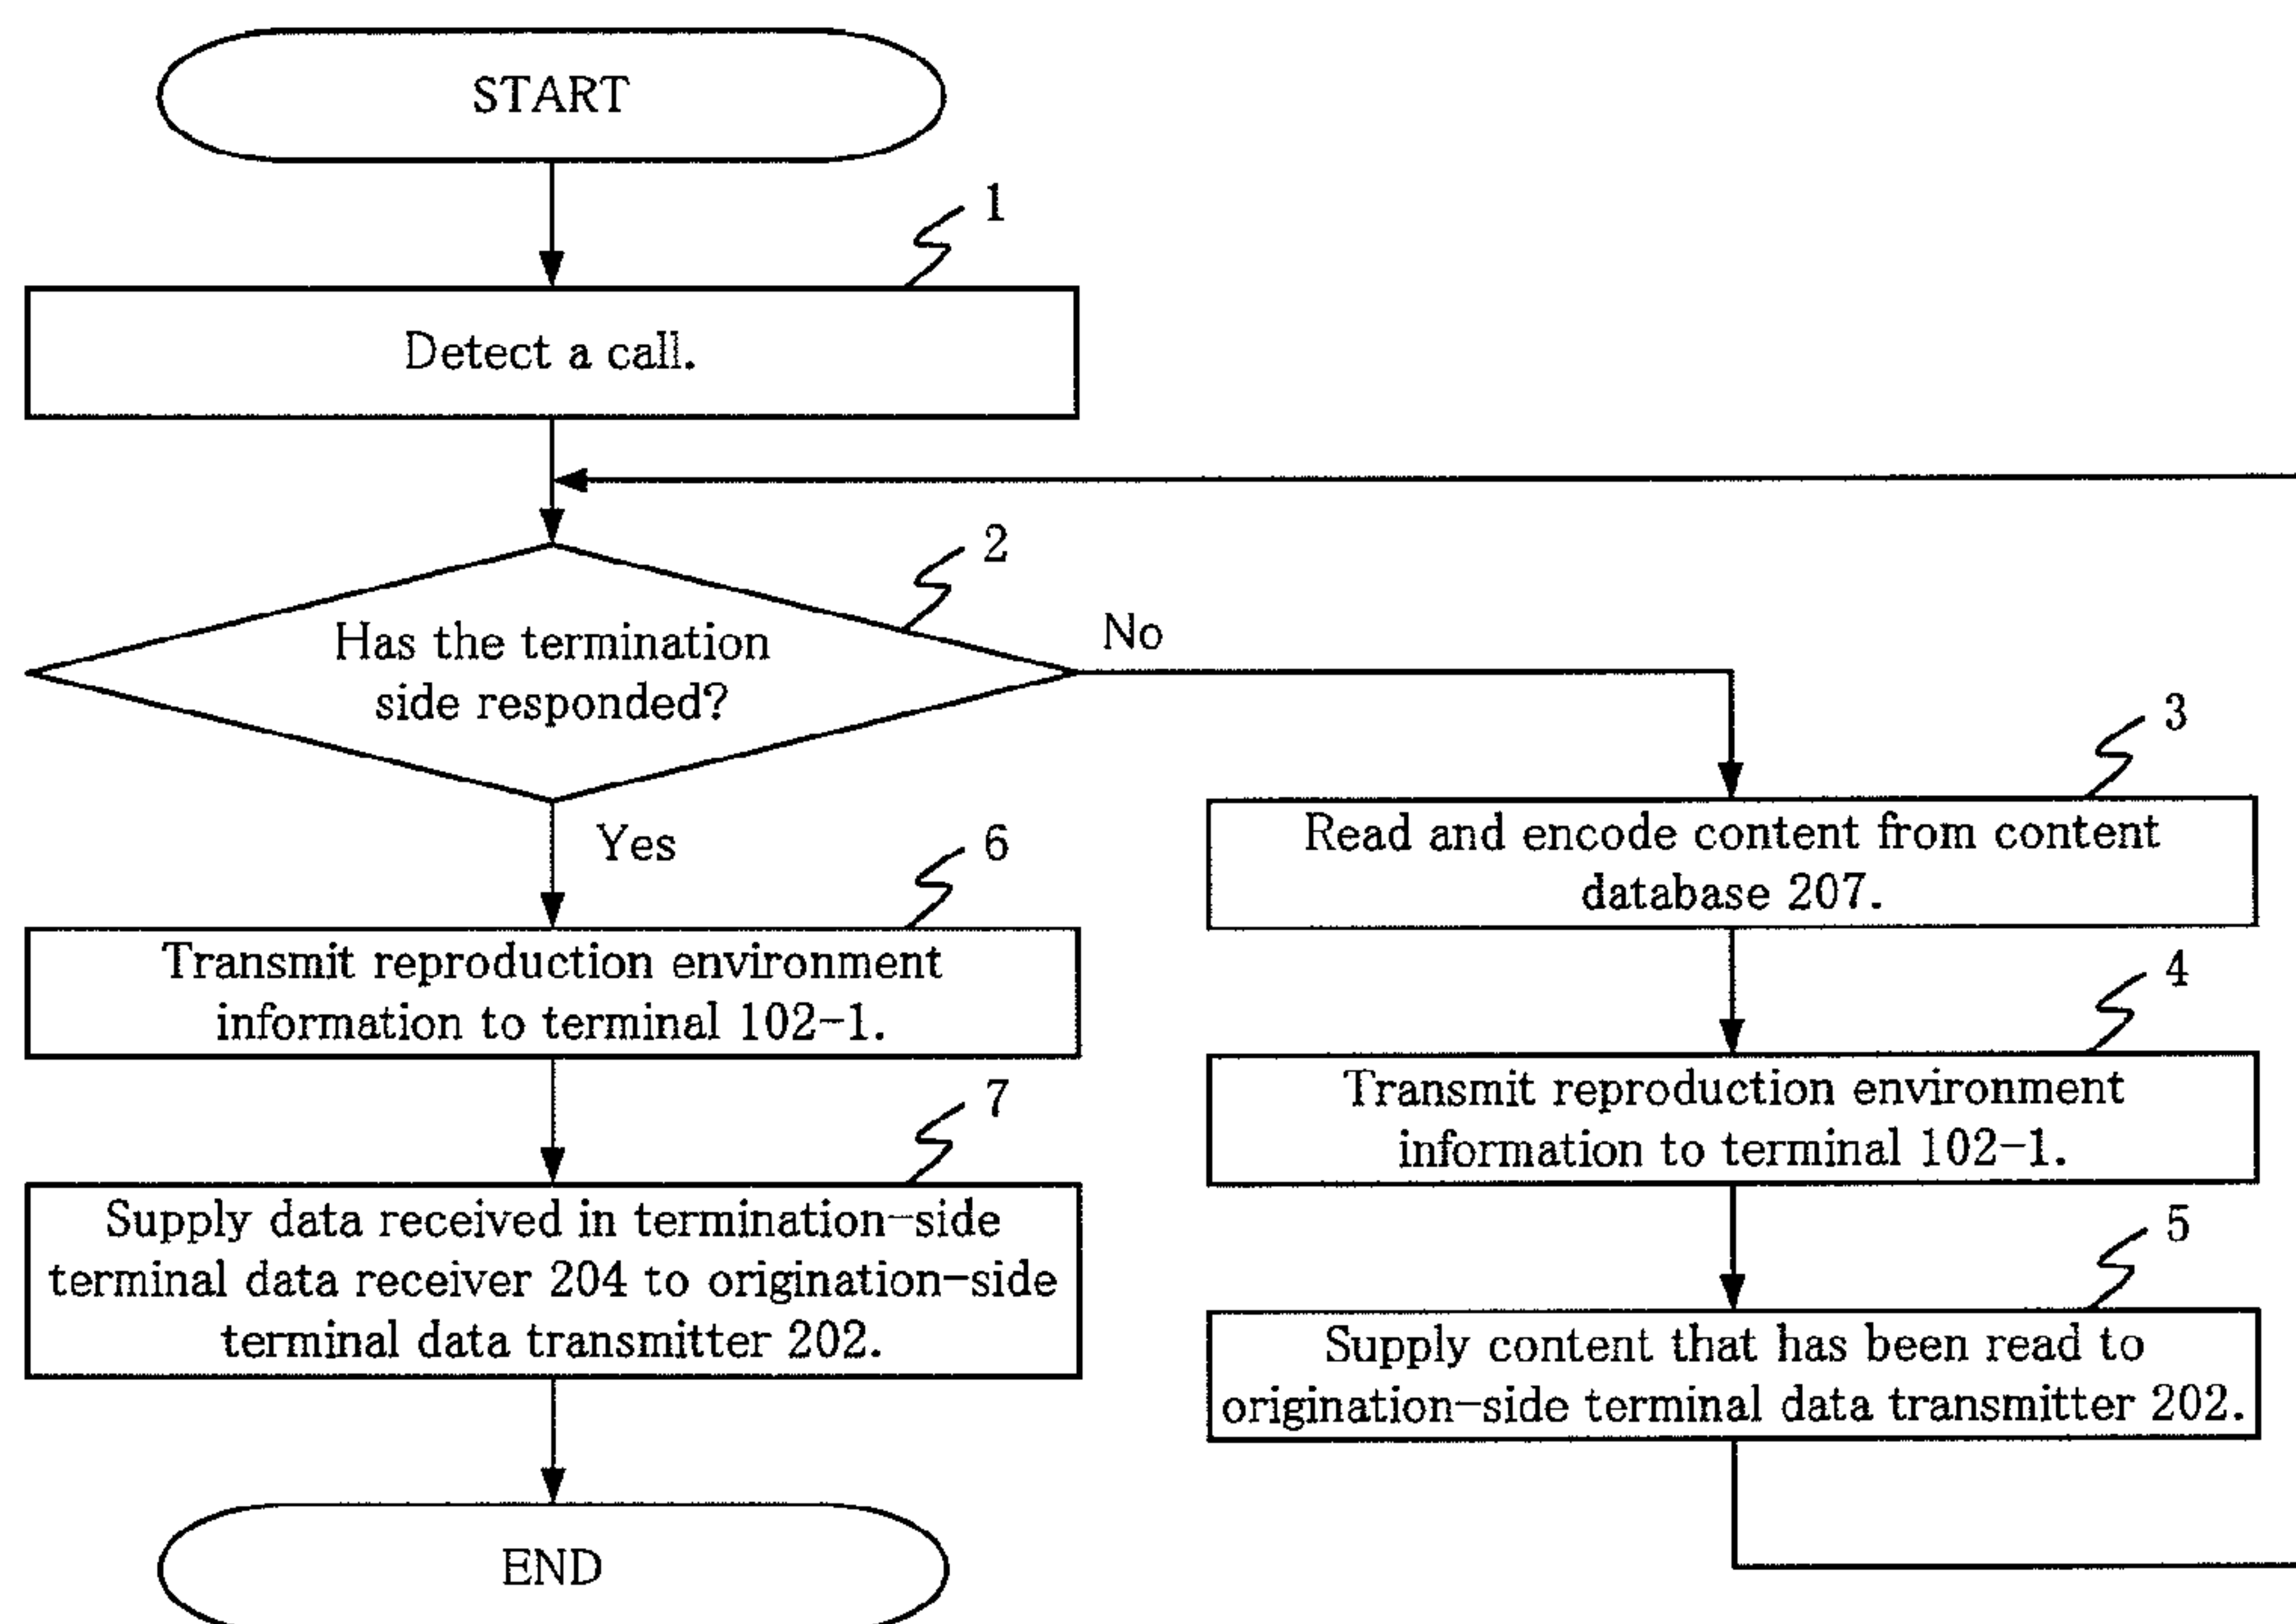 START
1
Detect a call.
2
Has the termination
side responded?
No
Yes
3
Read and encode content from content
database 207.
4
Transmit reproduction environment
information to terminal 102-1.
5
Supply content that has been read to
origination-side terminal data transmitter 202.
6
Transmit reproduction environment
information to terminal 102-1.
7
Supply data received in termination-side
terminal data receiver 204 to origination-side
terminal data transmitter 202.
END